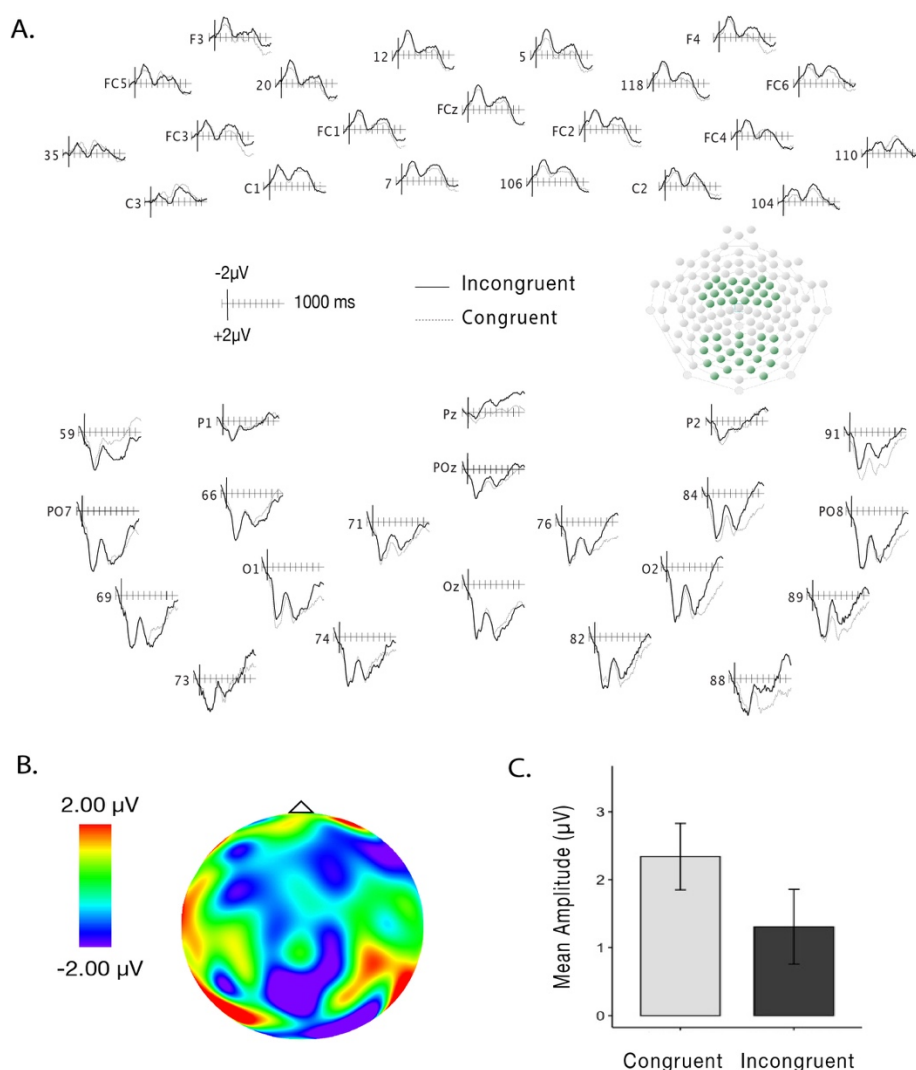 A.
F3
12
5
F4
FC5
20
FCz
118
FC6
35
FC3
FC1
FC2
FC4
110
C3
C1
7
106
C2
104
-2µV
1000 ms
+2µV
Incongruent
Congruent
59
P1
Pz
P2
91
66
POz
84
PO7
71
76
PO8
69
O1
Oz
O2
89
74
82
73
88
B.
2.00 µV
-2.00 µV
C.
Mean Amplitude (µV)
3
2
1
0
Congruent Incongruent